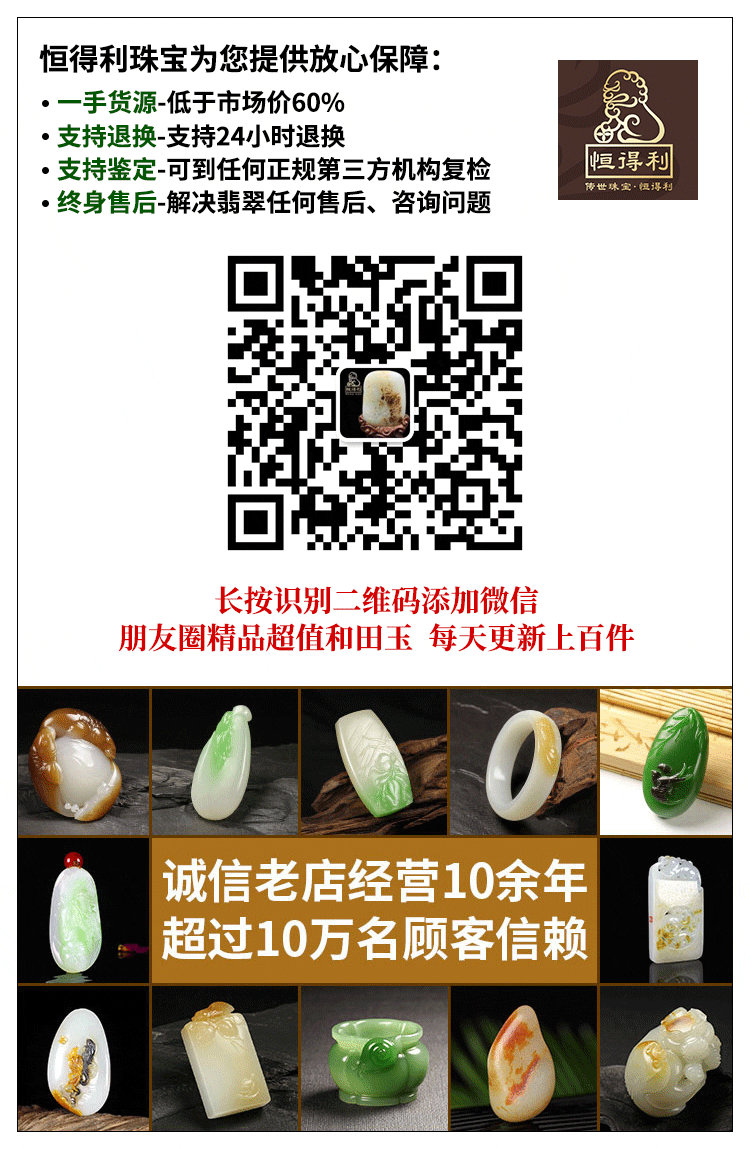 恒得利珠宝为您提供放心保障：
• 一手货源-低于市场价60%
• 支持退换-支持24小时退换
• 支持鉴定-可到任何正规第三方机构复检
• 终身售后-解决翡翠任何售后、咨询问题
恒得利
传世珠宝·恒得利
恒得利
长按识别二维码添加微信
朋友圈精品超值和田玉 每天更新上百件
诚信老店经营10余年
超过10万名顾客信赖